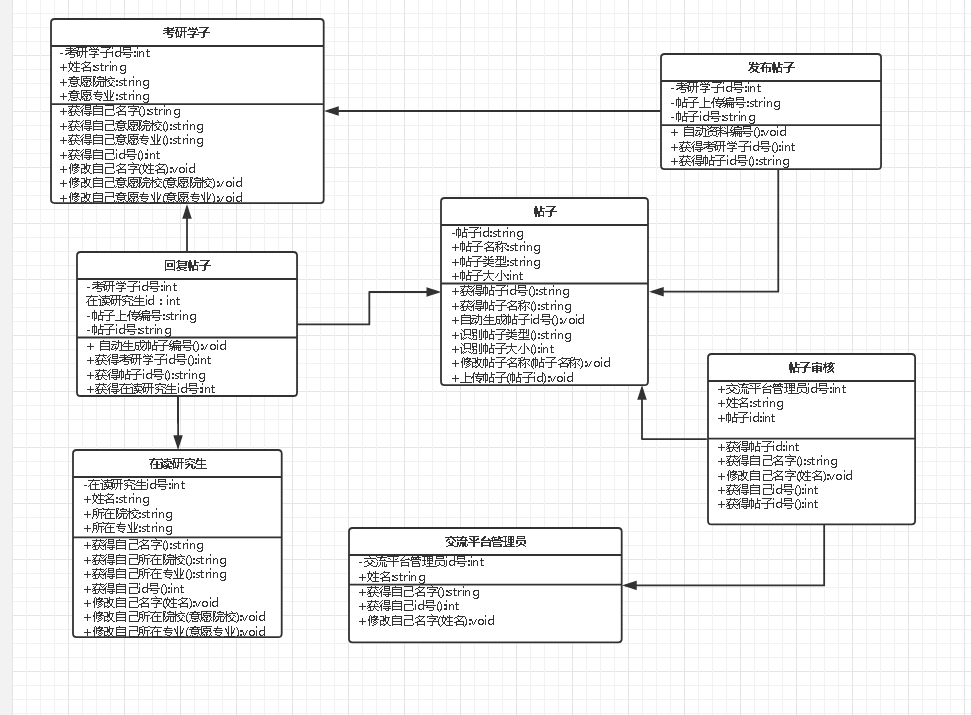 考研学子
-考研学子id号:int
+姓名:string
+意愿院校:string
+意愿专业:string
+获得自己名字():string
+获得自己意愿院校():string
+获得自己意愿专业():string
+获得自己id号():int
+修改自己名字(姓名):void
+修改自己意愿院校(意愿院校):void
+修改自己意愿专业(意愿专业):void
发布帖子
-考研学子id号:int
-帖子上传编号:string
-帖子id号:string
+ 自动资料编号():void
+获得考研学子id号():int
+获得帖子id号():string
帖子
-帖子id:string
+帖子名称:string
+帖子类型:string
+帖子大小:int
+获得帖子id号():string
+获得帖子名称():string
+自动生成帖子id号():void
+识别帖子类型():string
+识别帖子大小():int
+修改帖子名称(帖子名称):void
+上传帖子(帖子id):void
回复帖子
-考研学子id号:int
在读研究生id：int
-帖子上传编号:string
-帖子id号:string
+ 自动生成帖子编号():void
+获得考研学子id号():int
+获得帖子id号():string
+获得在读研究生id号:int
帖子审核
+交流平台管理员id号:int
+姓名:string
+帖子id:int
+获得帖子id:int
+获得自己名字():string
+修改自己名字(姓名):void
+获得自己id号():int
+获得帖子id号():int
在读研究生
-在读研究生id号:int
+姓名:string
+所在院校:string
+所在专业:string
+获得自己名字():string
+获得自己所在院校():string
+获得自己所在专业():string
+获得自己id号():int
+修改自己名字(姓名):void
+修改自己所在院校(意愿院校):void
+修改自己所在专业(意愿专业):void
交流平台管理员
-交流平台管理员id号:int
+姓名:string
+获得自己名字():string
+获得自己id号():int
+修改自己名字(姓名):void